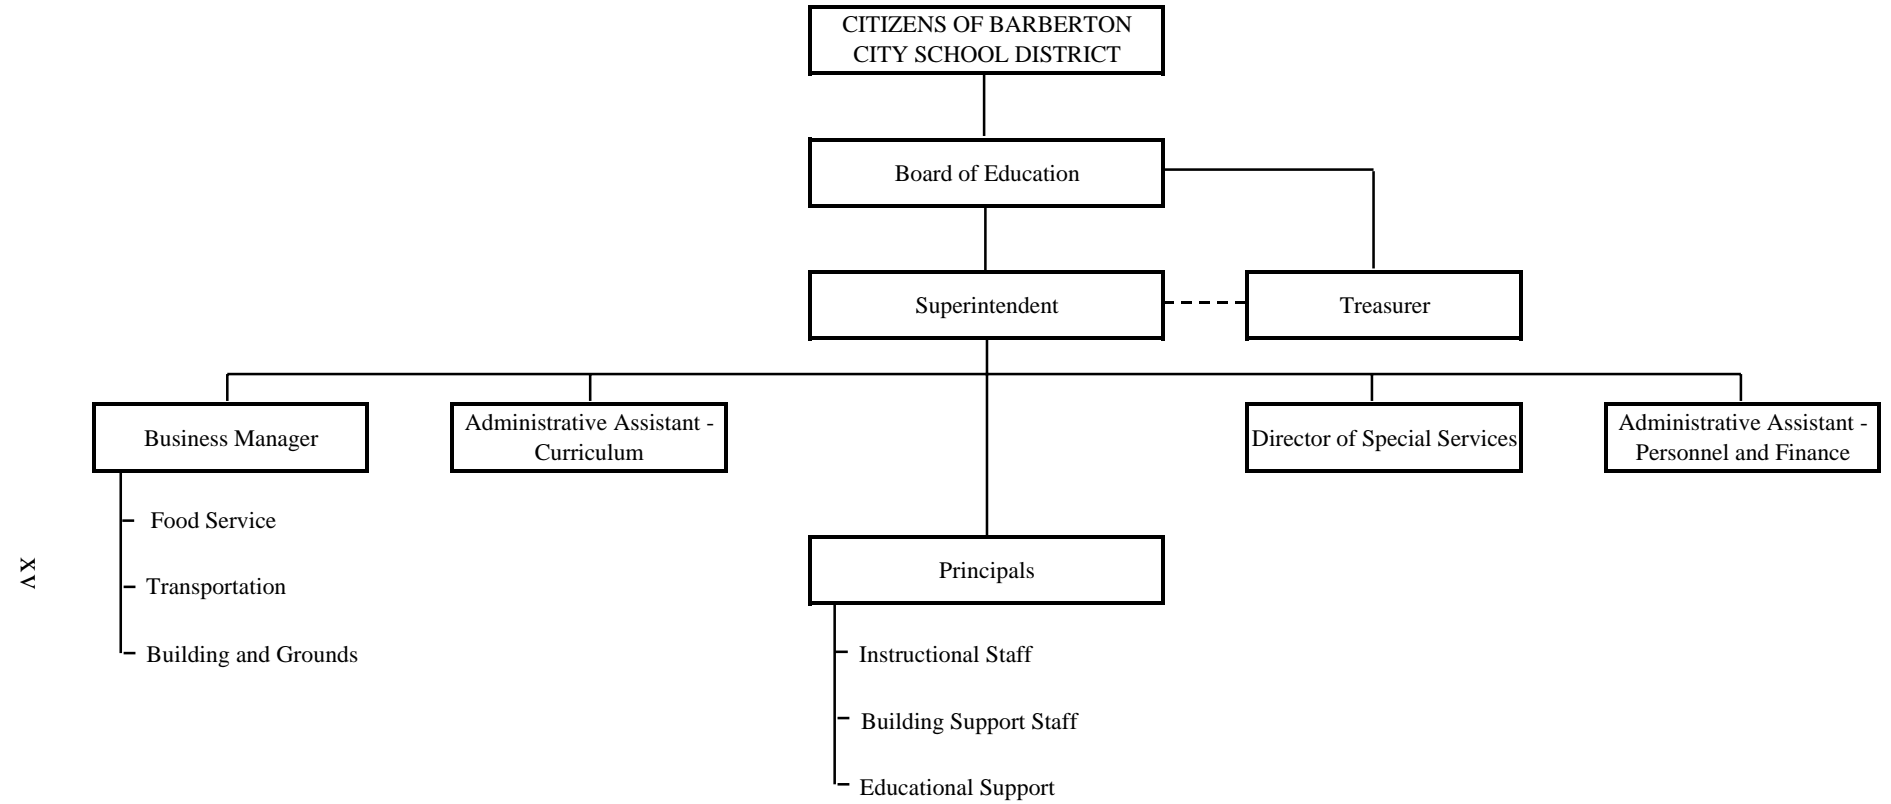 CITIZENS OF BARBERTON
CITY SCHOOL DISTRICT
Board of Education
Superintendent
Treasurer
Business Manager
Administrative Assistant -
Curriculum
Director of Special Services
Administrative Assistant -
Personnel and Finance
Food Service
Transportation
Building and Grounds
Principals
Instructional Staff
Building Support Staff
Educational Support
xv